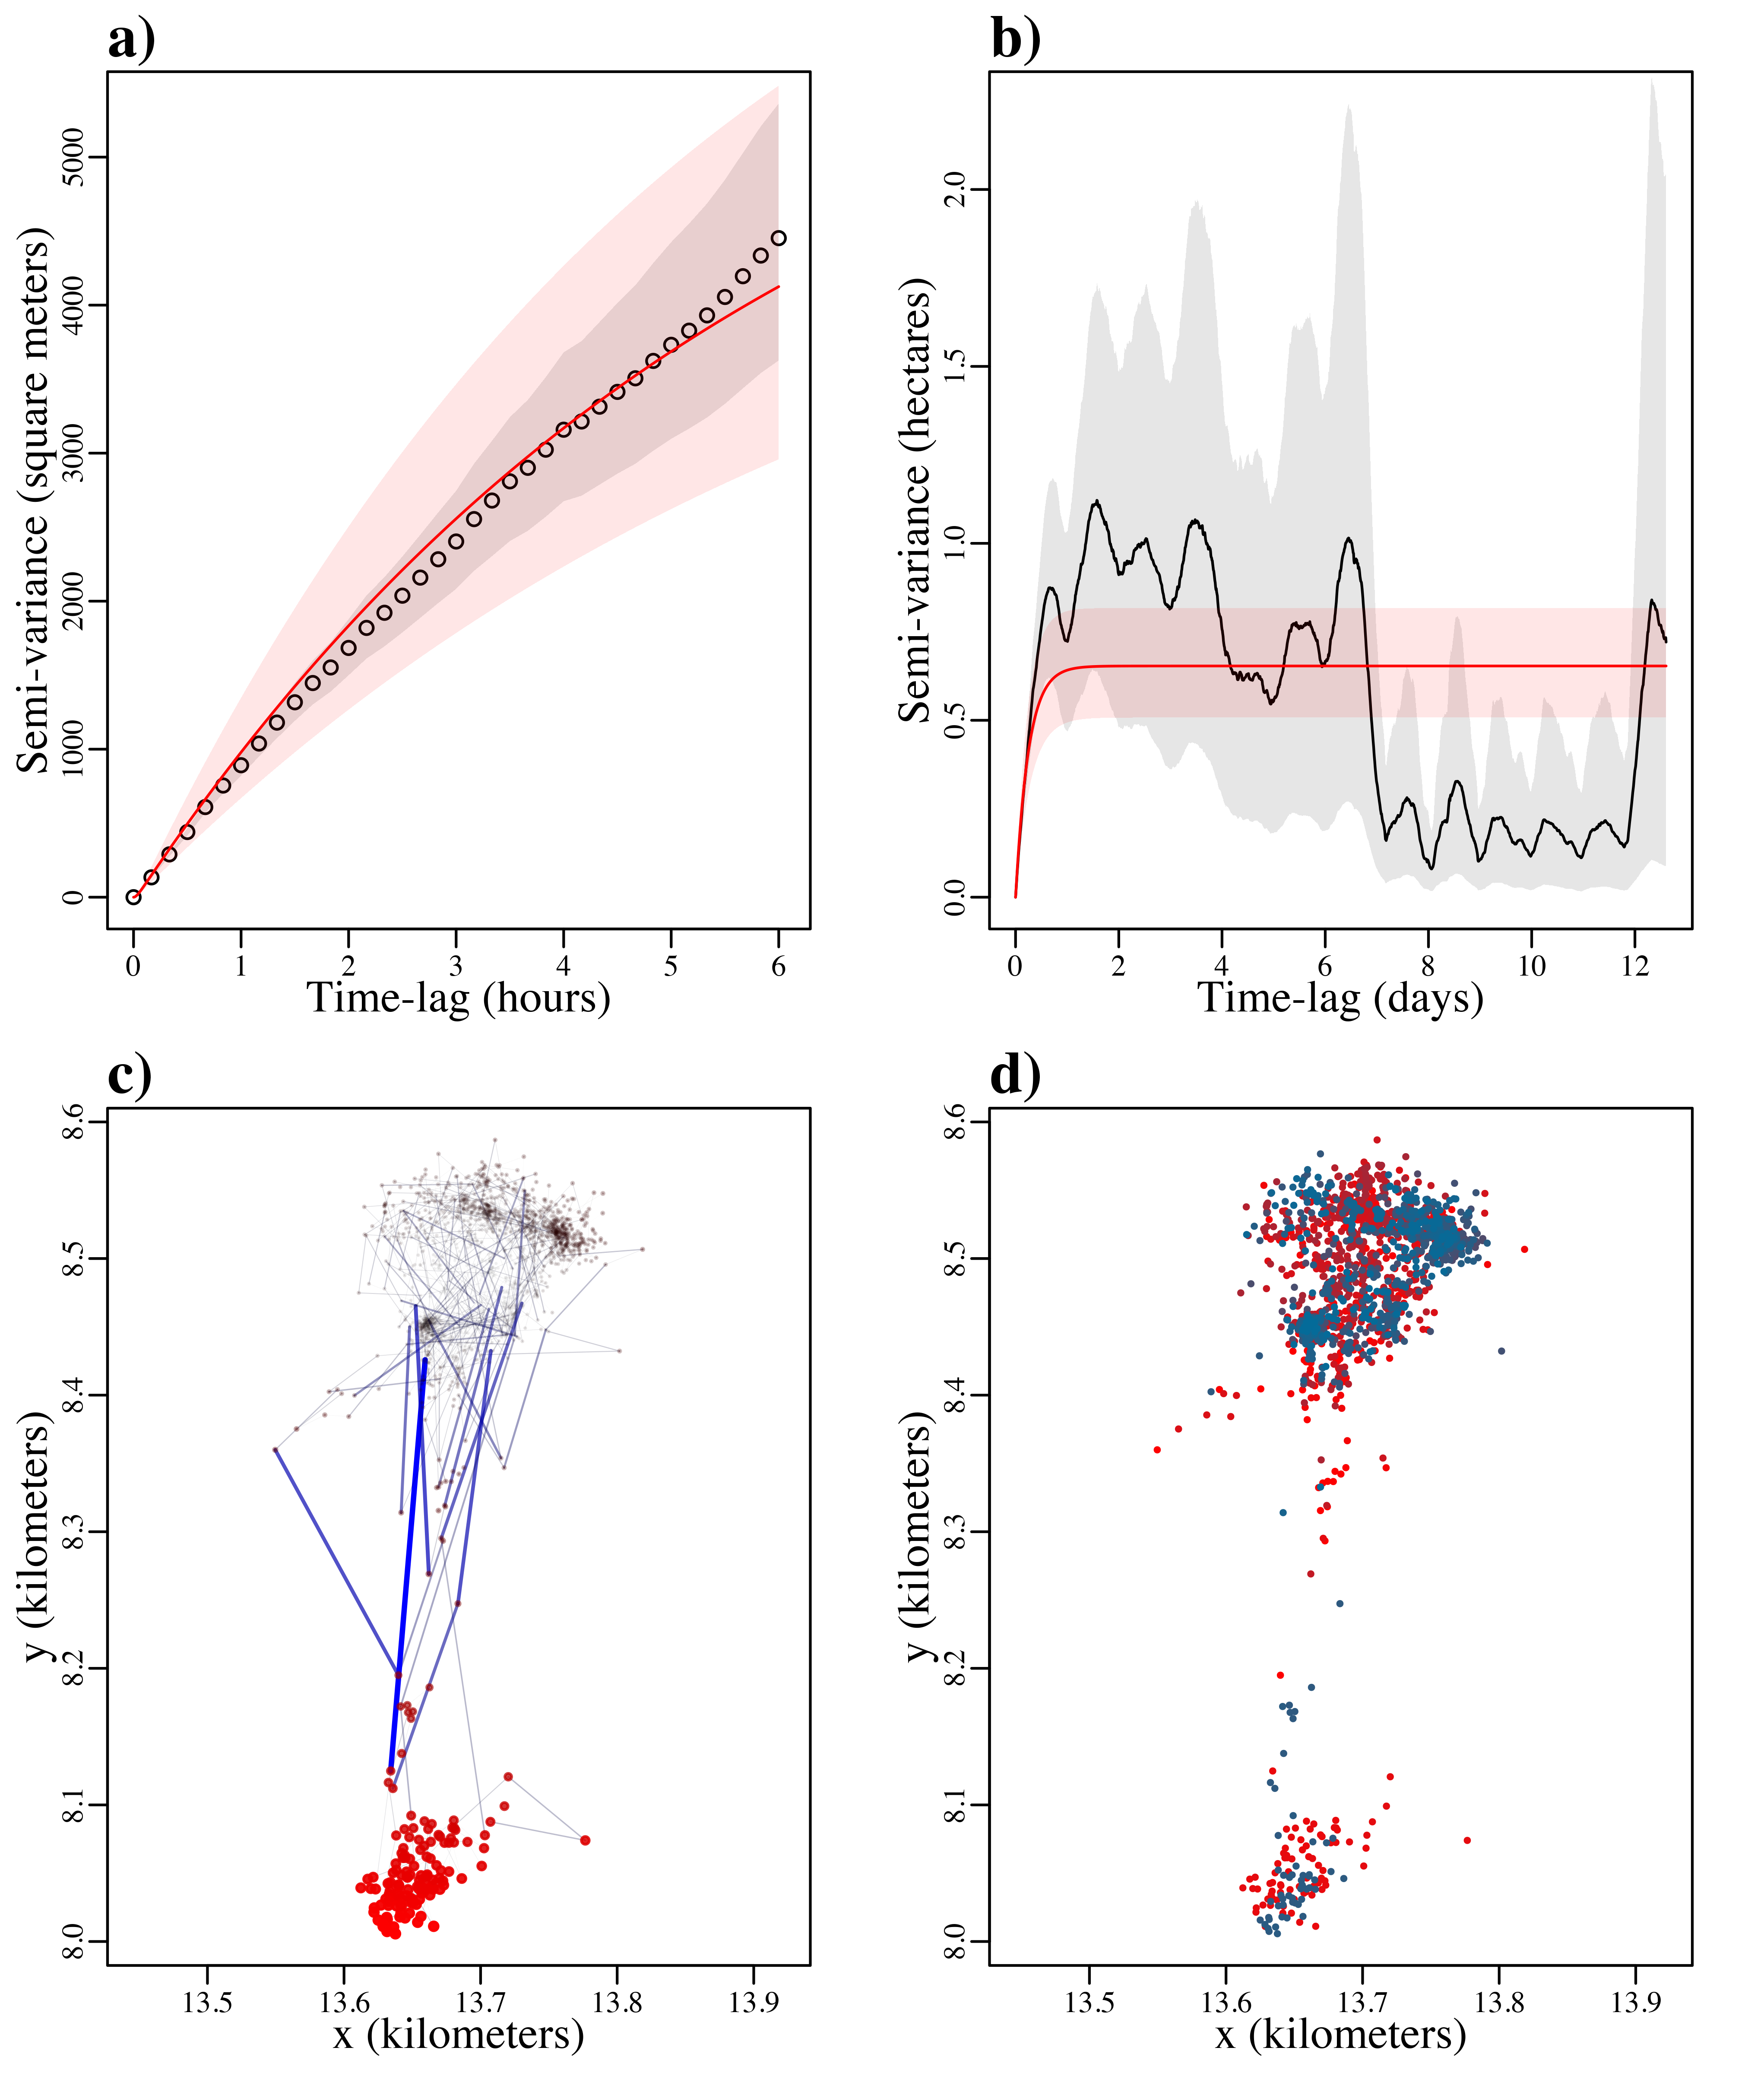 a)
Semi-variance (square meters)
5000
4000
3000
2000
1000
0
0 1 2 3 4 5 6
Time-lag (hours)
b)
Semi-variance (hectares)
2.0
1.5
1.0
0.5
0.0
0 2 4 6 8 10 12
Time-lag (days)
c)
y (kilometers)
8.6
8.5
8.4
8.3
8.2
8.1
8.0
13.5 13.6 13.7 13.8 13.9
x (kilometers)
d)
y (kilometers)
8.6
8.5
8.4
8.3
8.2
8.1
8.0
13.5 13.6 13.7 13.8 13.9
x (kilometers)